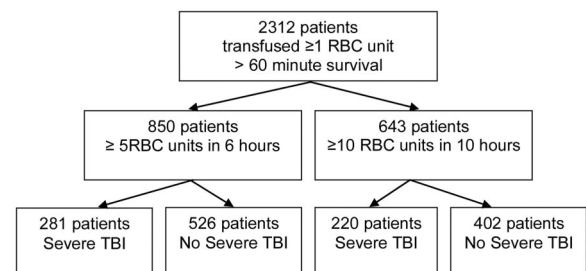 2312 patients
transfused ≥1 RBC unit
> 60 minute survival
850 patients
≥ 5RBC units in 6 hours
643 patients
≥10 RBC units in 10 hours
281 patients
Severe TBI
526 patients
No Severe TBI
220 patients
Severe TBI
402 patients
No Severe TBI